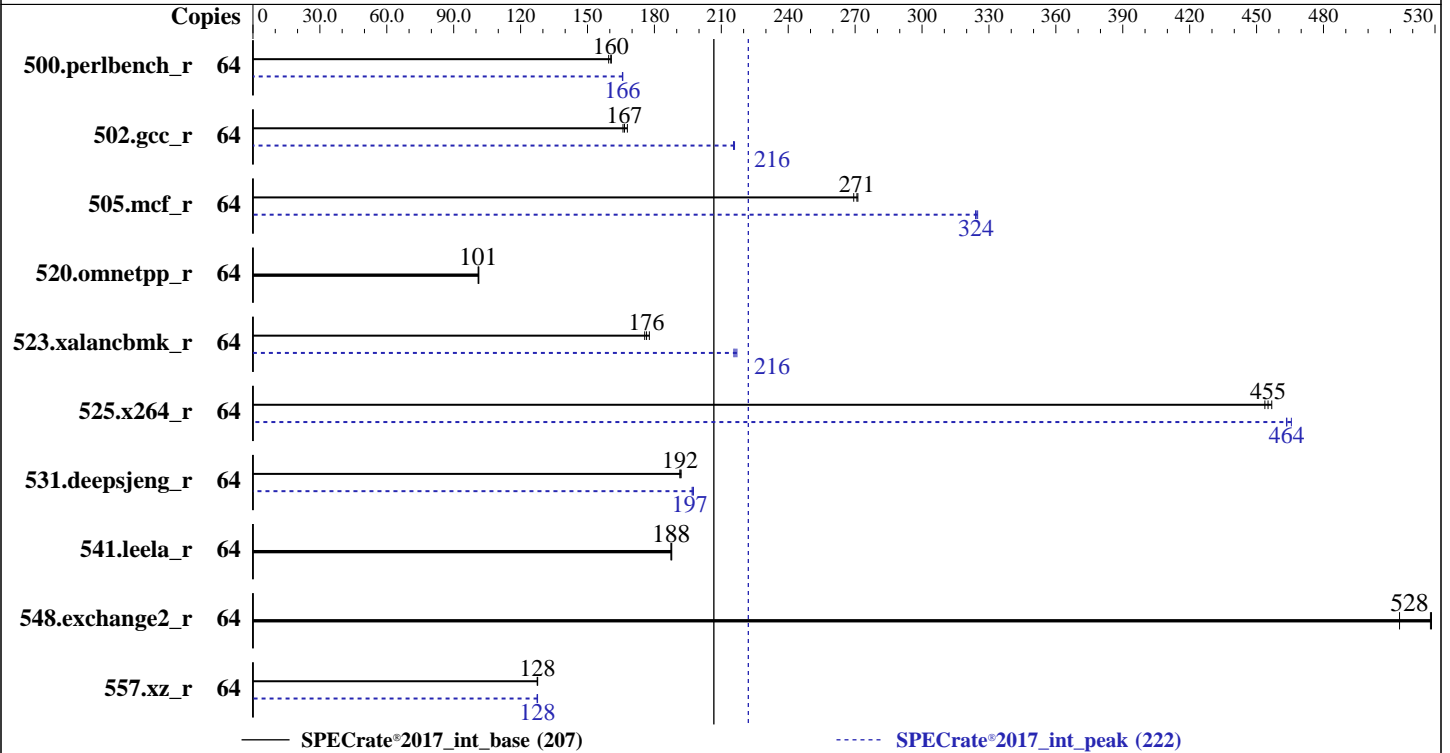 Copies 0 30.0 60.0 90.0 120 150 180 210 240 270 300 330 360 390 420 450 480 530
500.perlbench_r 64 160
166
502.gcc_r 64 167
216
505.mcf_r 64 271
324
520.omnetpp_r 64 101
523.xalancbmk_r 64 176
216
525.x264_r 64 455
464
531.deepsjeng_r 64 192
197
541.leela_r 64 188
548.exchange2_r 64 528
557.xz_r 64 128
128
SPECrate®2017_int_base (207) SPECrate®2017_int_peak (222)